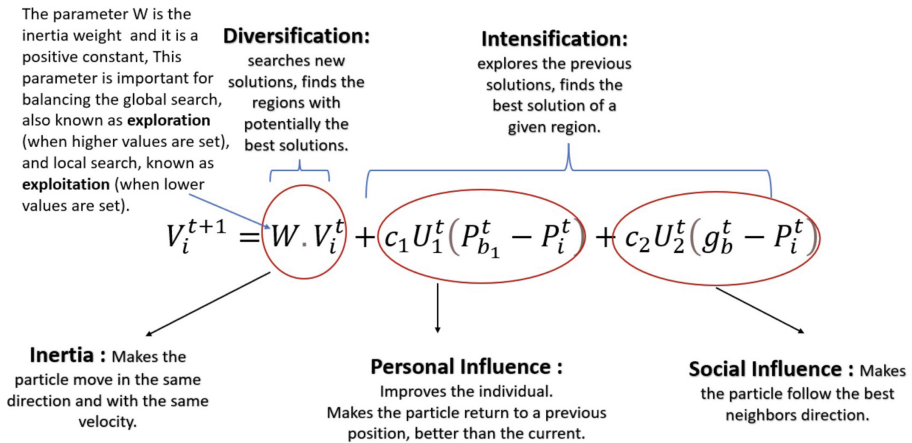 The parameter W is the
inertia weight and it is a
positive constant, This
parameter is important for
balancing the global search,
also known as exploration
(when higher values are set),
and local search, known as
exploitation (when lower
values are set).
Diversification:
searches new
solutions, finds the
regions with
potentially the
best solutions.
Intensification:
explores the previous
solutions, finds the
best solution of a
given region.
V_i^{t+1} = W . V_i^t + c_1 U_1^t (P_{b_1}^t − P_i^t) + c_2 U_2^t (g_b^t − P_i^t)
Inertia : Makes the
particle move in the same
direction and with the same
velocity.
Personal Influence :
Improves the individual.
Makes the particle return to a previous
position, better than the current.
Social Influence : Makes
the particle follow the best
neighbors direction.